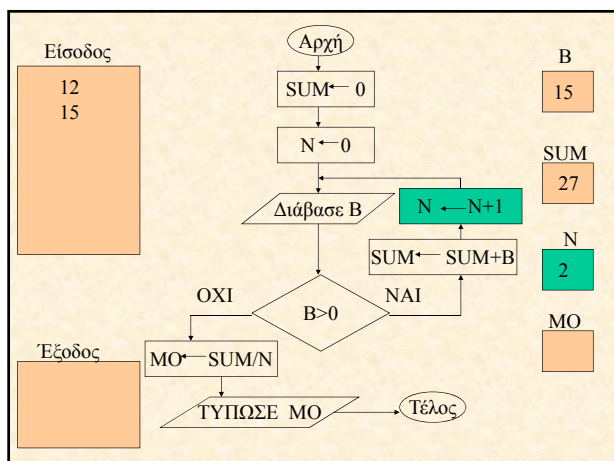 Αρχή
Είσοδος
12
15
SUM← 0
N ←0
Διάβασε B
N ← N+1
SUM← SUM+B
ΟΧΙ
B>0
ΝΑΙ
MO← SUM/N
ΤΥΠΩΣΕ MO
Τέλος
Έξοδος
B
15
SUM
27
N
2
MO